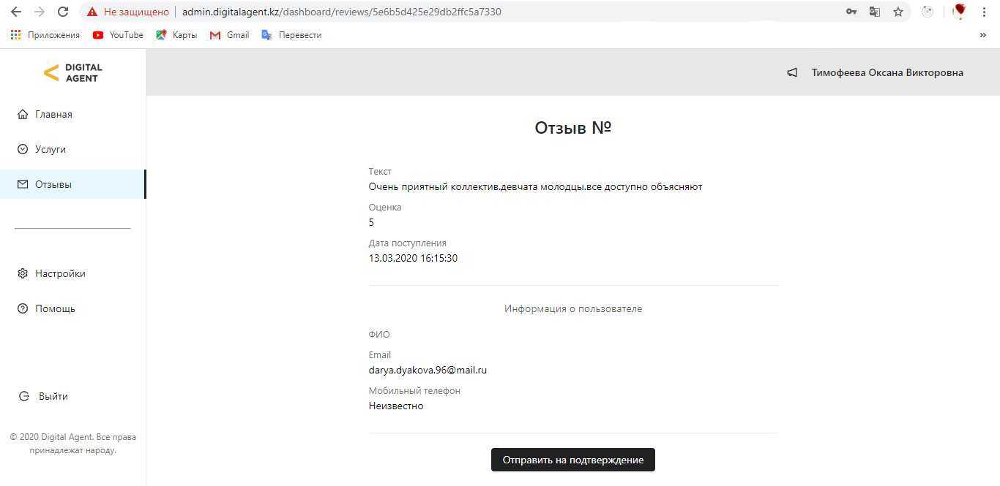 Не защищено admin.digitalagent.kz/dashboard/reviews/5e6b5d425e29db2ffc5a7330
Приложения YouTube Карты Gmail Перевести »
DIGITAL
AGENT
Тимофеева Оксана Викторовна
Главная
Услуги
Отзывы
Настройки
Помощь
Выйти
© 2020 Digital Agent. Все права
принадлежат народу.
Отзыв №
Текст
Очень приятный коллектив.девчата молодцы.все доступно объясняют
Оценка
5
Дата поступления
13.03.2020 16:15:30
Информация о пользователе
ФИО
Email
darya.dyakova.96@mail.ru
Мобильный телефон
Неизвестно
Отправить на подтверждение